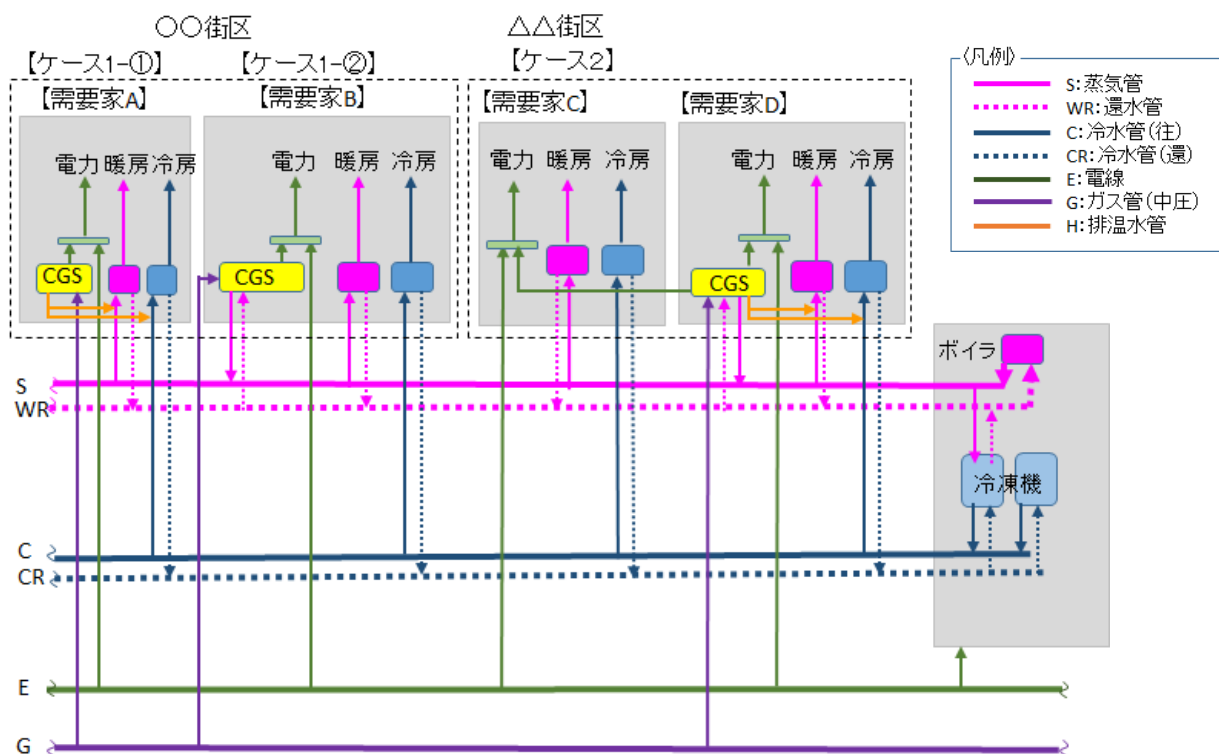 〇〇街区
△△街区
【ケース1-①】
【ケース1-②】
【ケース2】
【需要家A】
【需要家B】
【需要家C】
【需要家D】
電力 暖房 冷房
電力 暖房 冷房
電力 暖房 冷房
電力 暖房 冷房
CGS
CGS
CGS
〈凡例〉
S:蒸気管
WR:還水管
C:冷水管(往)
CR:冷水管(還)
E:電線
G:ガス管(中圧)
H:排温水管
ボイラ
S
WR
冷凍機
C
CR
E
G